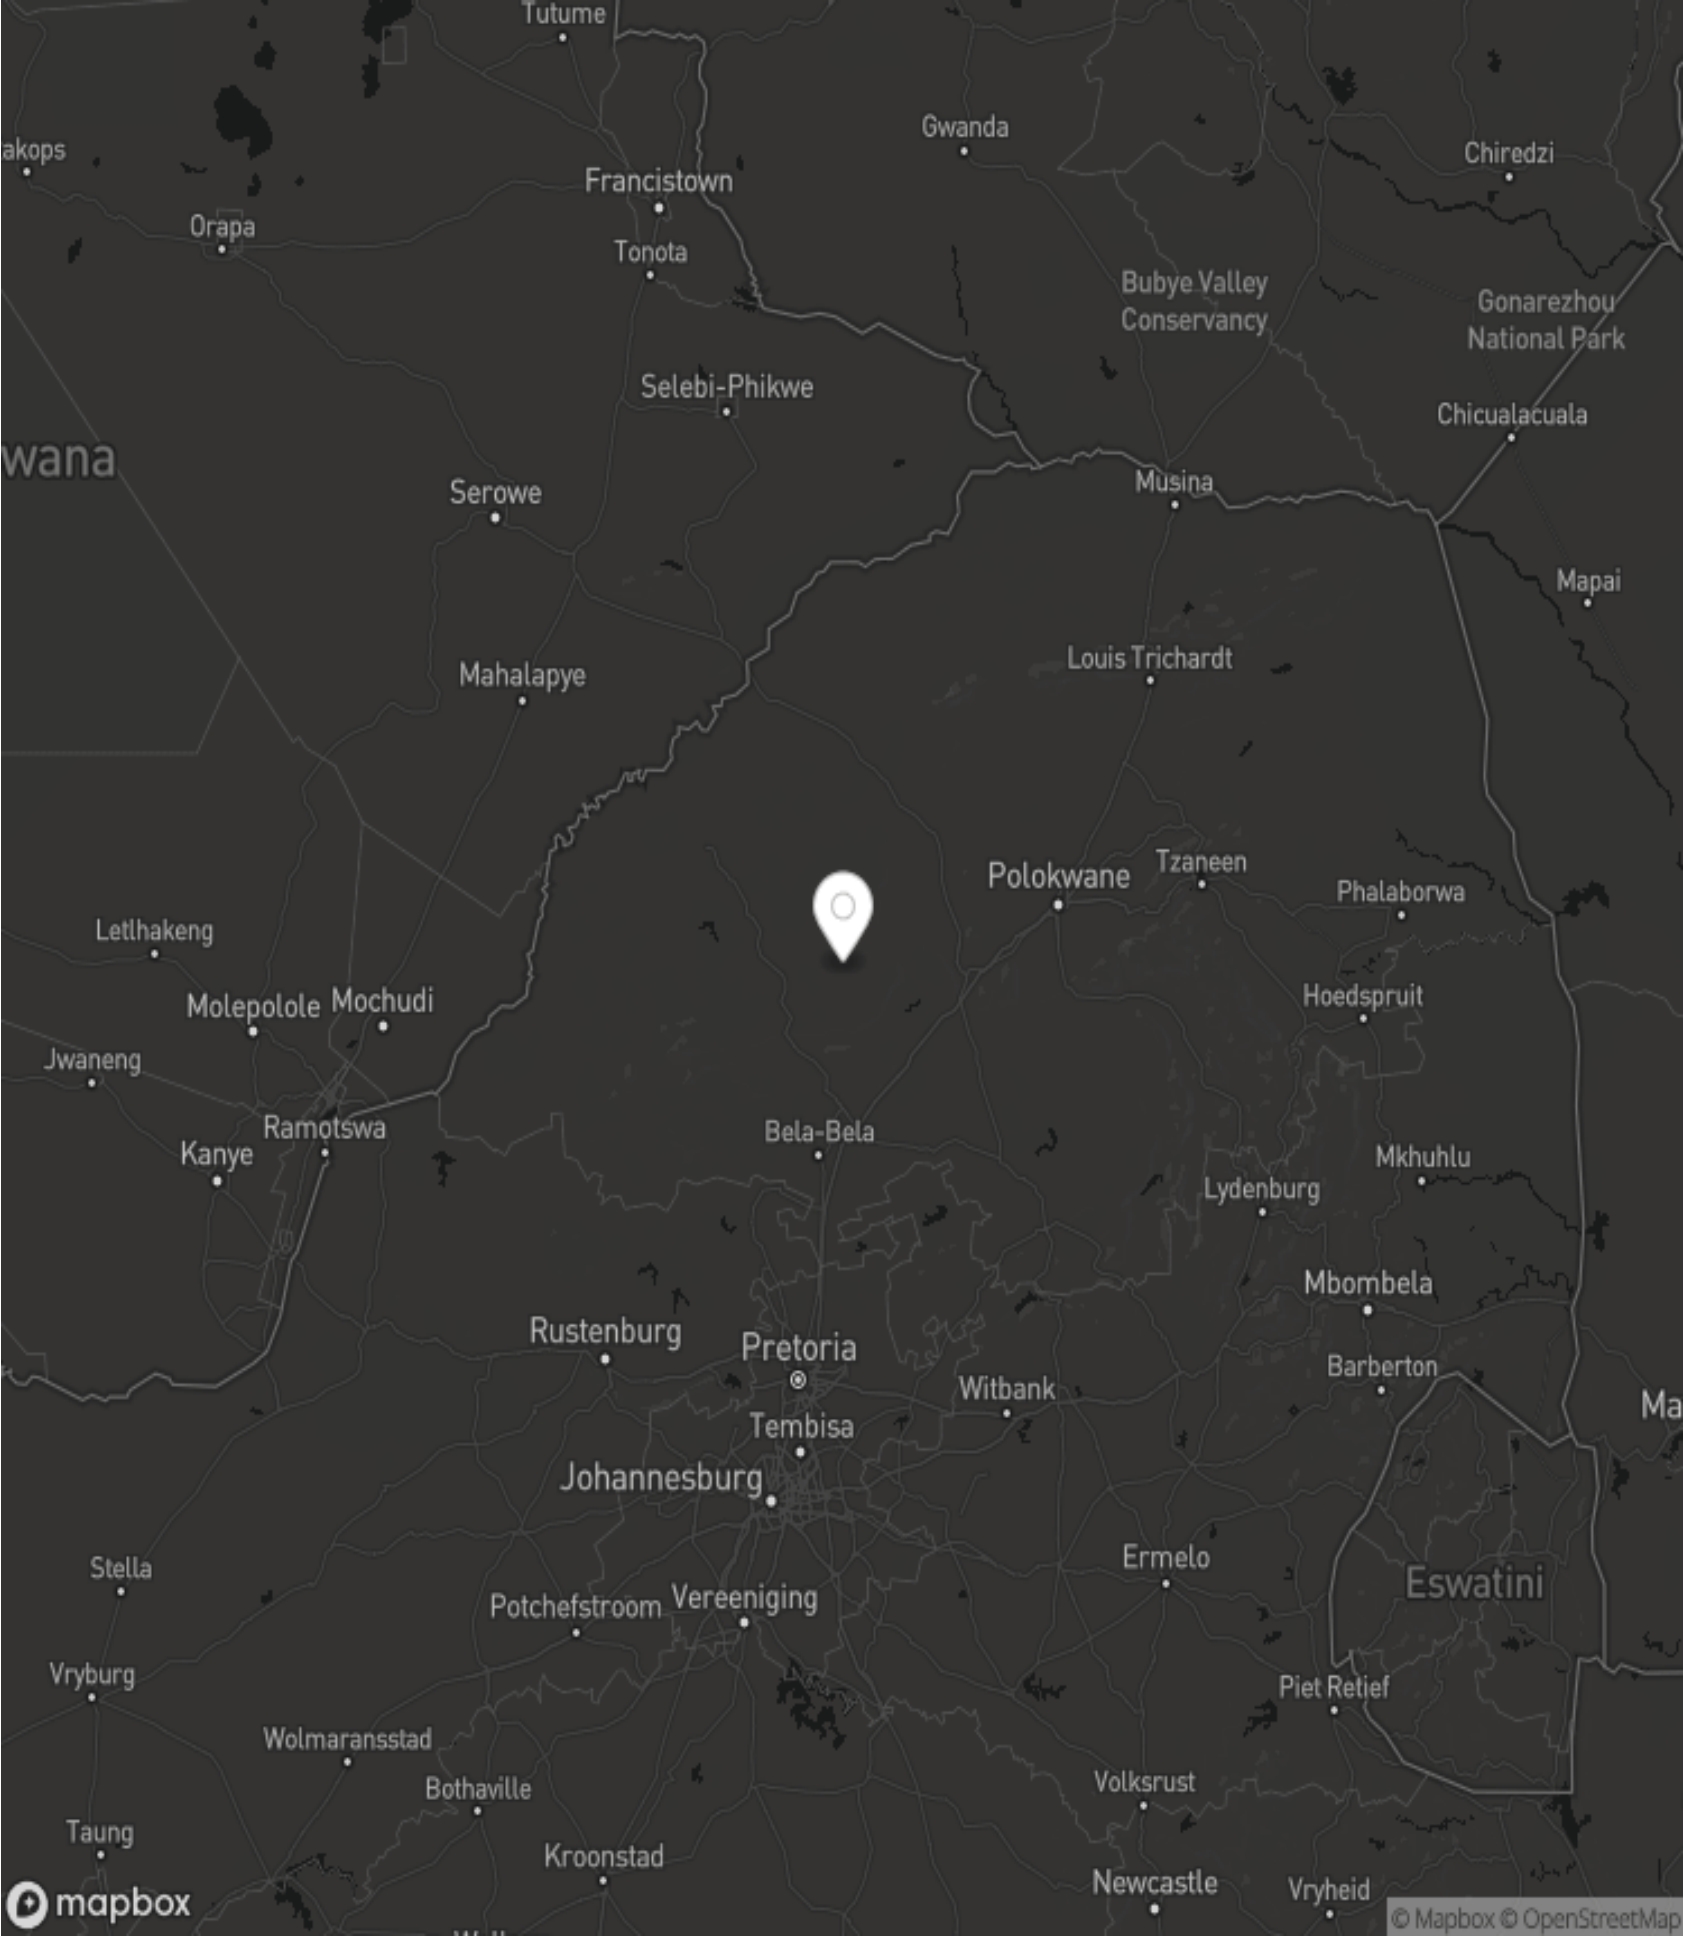 Tutume
Gwanda
akops
Chiredzi
Francistown
Orapa
Tonota
Bubye Valley
Conservancy
Gonarezhou
National Park
Selebi-Phikwe
Chicualacuala
wana
Musina
Serowe
Mapai
Louis Trichardt
Mahalapye
Polokwane
Tzaneen
Phalaborwa
Letlhakeng
Molepolole
Mochudi
Hoedspruit
Jwaneng
Ramotswa
Bela-Bela
Kanye
Mkhuhlu
Lydenburg
Mbombela
Rustenburg
Pretoria
Barberton
Witbank
Ma
Tembisa
Johannesburg
Ermelo
Stella
Eswatini
Potchefstroom
Vereeniging
Vryburg
Piet Retief
Wolmaransstad
Bothaville
Volksrust
Taung
Kroonstad
Newcastle
Vryheid
mapbox
© Mapbox © OpenStreetMap